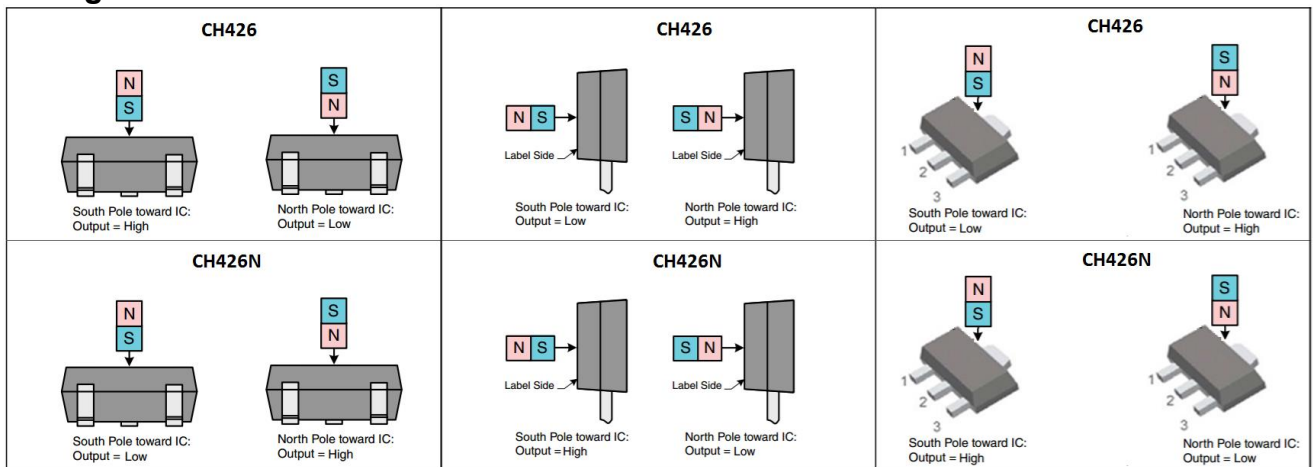 CH426
N
S
S
N
South Pole toward IC:
Output = High
North Pole toward IC:
Output = Low
CH426
N S
S N
Label Side
Label Side
South Pole toward IC:
Output = Low
North Pole toward IC:
Output = High
CH426
N
S
S
N
1
2
3
1
2
3
South Pole toward IC:
Output = Low
North Pole toward IC:
Output = High
CH426N
N
S
S
N
South Pole toward IC:
Output = Low
North Pole toward IC:
Output = High
CH426N
N S
S N
Label Side
Label Side
South Pole toward IC:
Output = High
North Pole toward IC:
Output = Low
CH426N
N
S
S
N
1
2
3
1
2
3
South Pole toward IC:
Output = High
North Pole toward IC:
Output = Low